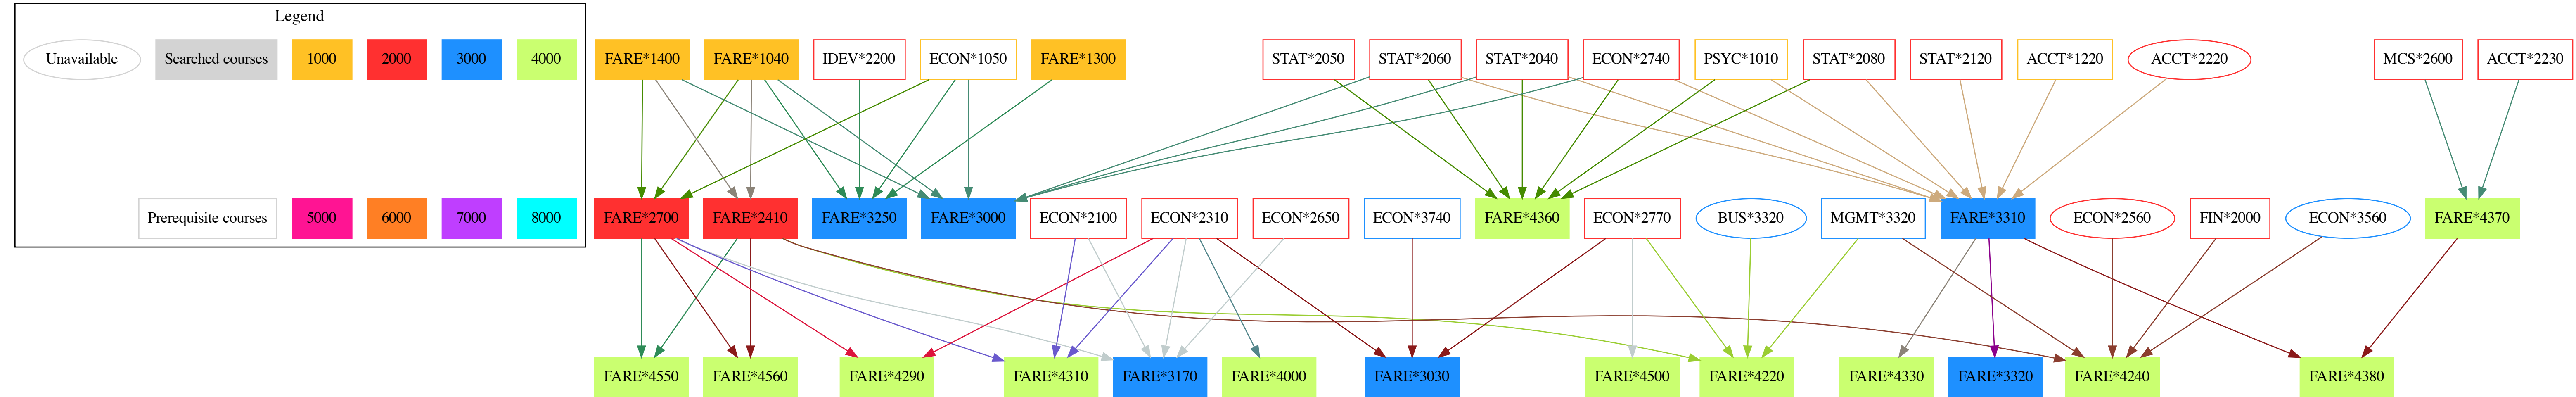 Legend
Unavailable
Searched courses
1000
2000
3000
4000
FARE*1400
FARE*1040
IDEV*2200
ECON*1050
FARE*1300
STAT*2050
STAT*2060
STAT*2040
ECON*2740
PSYC*1010
STAT*2080
STAT*2120
ACCT*1220
ACCT*2220
MCS*2600
ACCT*2230
Prerequisite courses
5000
6000
7000
8000
FARE*2700
FARE*2410
FARE*3250
FARE*3000
ECON*2100
ECON*2310
ECON*2650
ECON*3740
FARE*4360
ECON*2770
BUS*3320
MGMT*3320
FARE*3310
ECON*2560
FIN*2000
ECON*3560
FARE*4370
FARE*4550
FARE*4560
FARE*4290
FARE*4310
FARE*3170
FARE*4000
FARE*3030
FARE*4500
FARE*4220
FARE*4330
FARE*3320
FARE*4240
FARE*4380